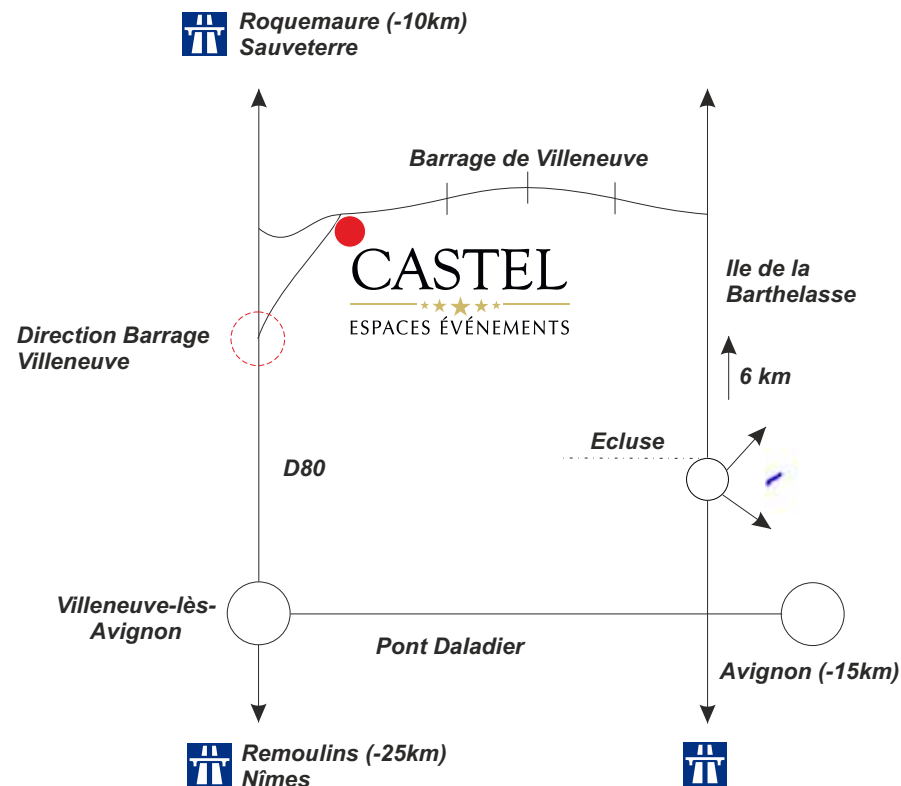 Roquemaure (-10km)
Sauveterre
Barrage de Villeneuve
CASTEL
ESPACES ÉVÉNEMENTS
Ile de la
Barthelasse
Direction Barrage
Villeneuve
6 km
Ecluse
D80
Villeneuve-lès-
Avignon
Pont Daladier
Avignon (-15km)
Remoulins (-25km)
Nîmes